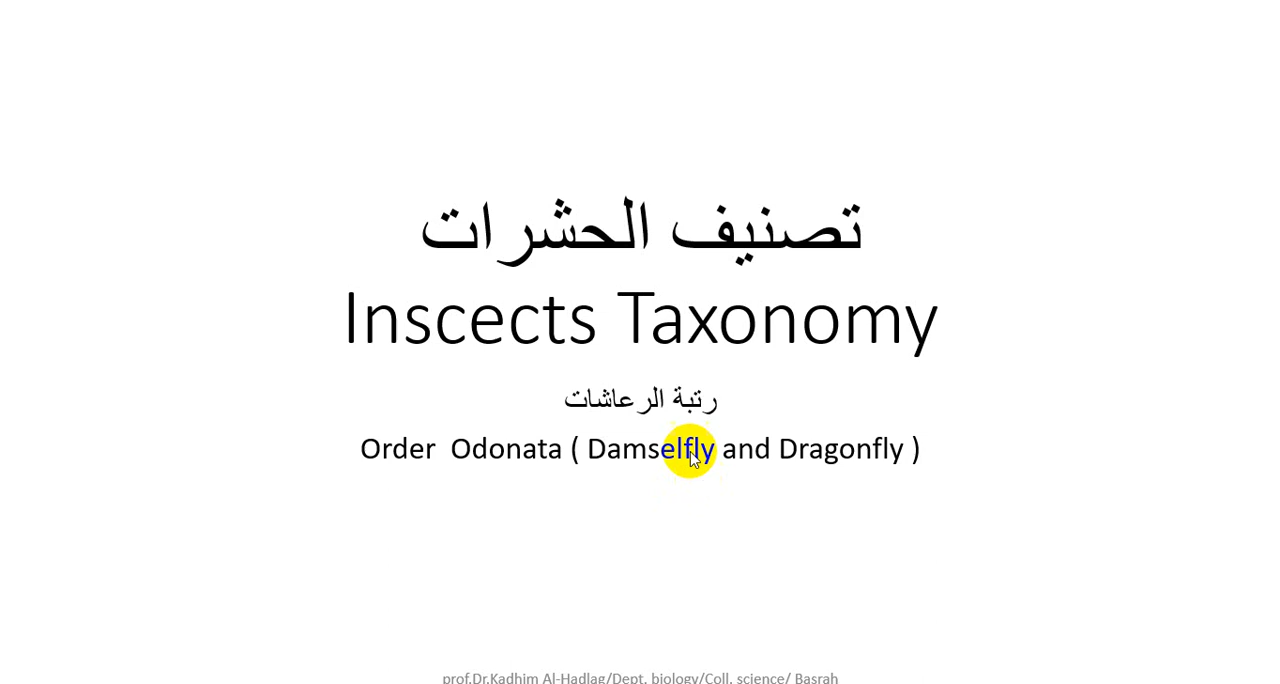 تصنيف الحشرات
Inscects Taxonomy
رتبة الرعاشات
Order Odonata ( Damselfly and Dragonfly )
prof.Dr.Kadhim Al-Hadlag/Dept. biology/Coll. science/ Basrah